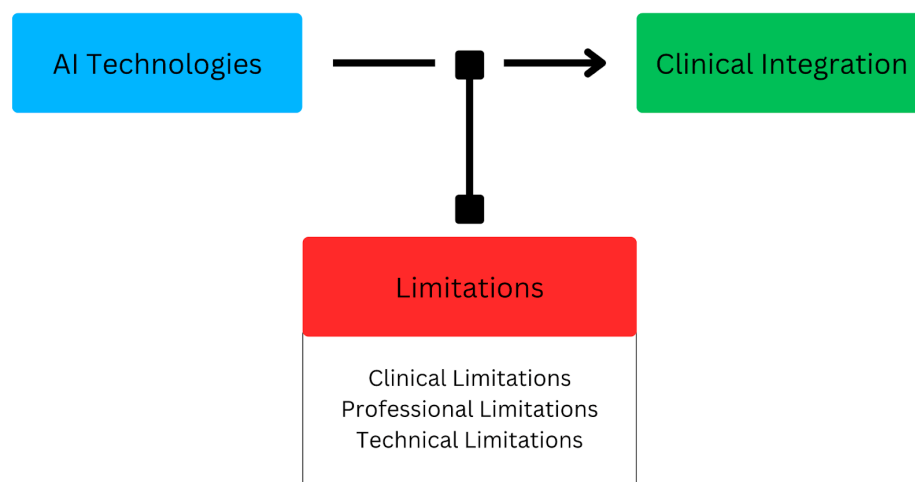 AI Technologies
Clinical Integration
Limitations
Clinical Limitations
Professional Limitations
Technical Limitations